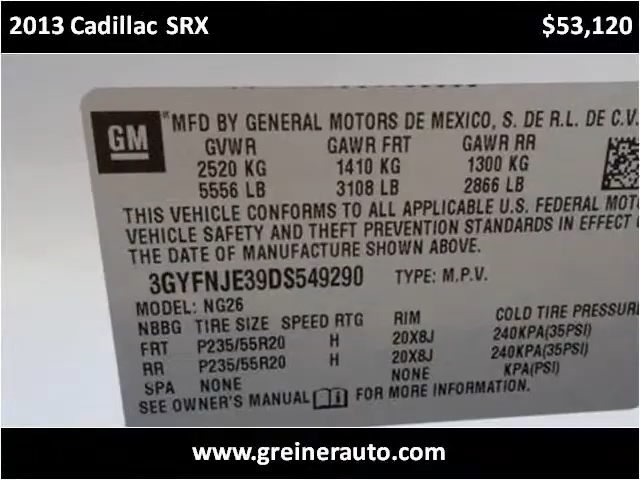 2013 Cadillac SRX $53,120
GM
MFD BY GENERAL MOTORS DE MEXICO, S. DE R.L. DE C.V.
GVWR GAWR FRT GAWR RR
2520 KG 1410 KG 1300 KG
5556 LB 3108 LB 2866 LB
THIS VEHICLE CONFORMS TO ALL APPLICABLE U.S. FEDERAL MOT
VEHICLE SAFETY AND THEFT PREVENTION STANDARDS IN EFFECT
THE DATE OF MANUFACTURE SHOWN ABOVE.
3GYFNJE39DS549290 TYPE: M.P.V.
MODEL: NG26
NBBG TIRE SIZE SPEED RTG RIM COLD TIRE PRESSURE
FRT P235/55R20 H 20X8J 240KPA(35PSI)
RR P235/55R20 H 20X8J 240KPA(35PSI)
SPA NONE NONE KPA(PSI)
SEE OWNER'S MANUAL FOR MORE INFORMATION.
www.greinerauto.com